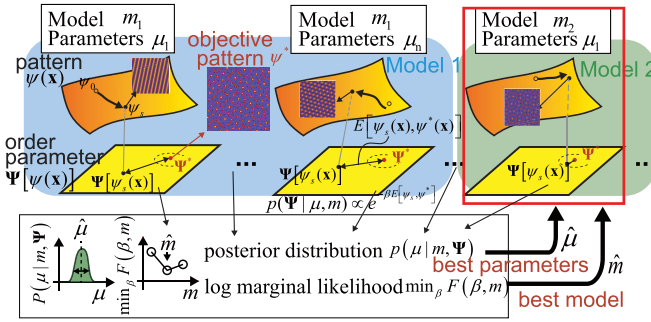 Model m₁
Parameters μ₁
Model m₁
Parameters μₙ
Model m₂
Parameters μ₁
pattern
ψ(x)
ψ₀
ψₛ
objective
pattern ψ*
Model 1
Model 2
E[ψₛ(x),ψ*(x)]
order
parameter
Ψ[ψ(x)]
Ψ[ψₛ(x)]
Ψ*
...
Ψ[ψₛ(x)]
Ψ*
...
Ψ[ψₛ(x)]
Ψ*
p(Ψ | μ,m) ∝ e^{-βE[ψₛ,ψ*]}
P(μ | m,Ψ)
μ̂
μ
min_β F(β,m)
m̂
m
posterior distribution p(μ | m,Ψ)
log marginal likelihood min_β F(β,m)
best parameters
μ̂
best model
m̂